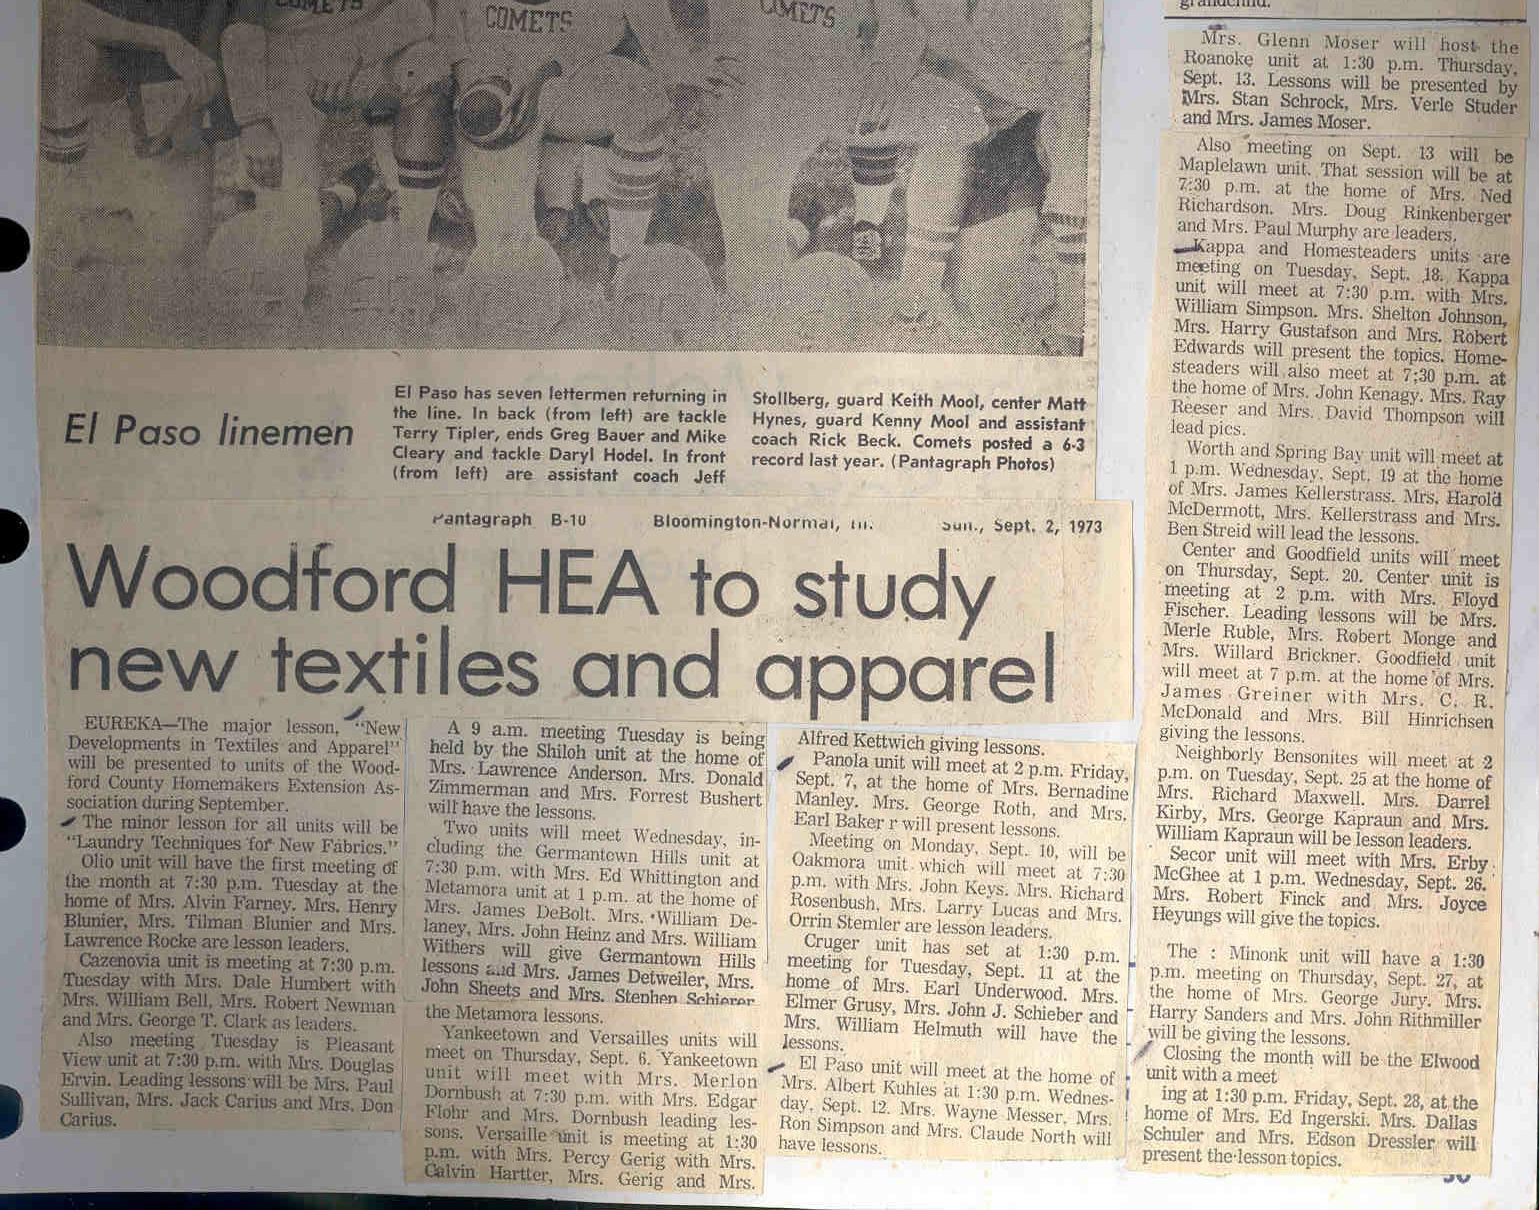 COMETS
COMETS
COMETS
El Paso linemen
El Paso has seven lettermen returning in
the line. In back (from left) are tackle
Terry Tipler, ends Greg Bauer and Mike
Cleary and tackle Daryl Hodel. In front
(from left) are assistant coach Jeff
Stollberg, guard Keith Mool, center Matt
Hynes, guard Kenny Mool and assistant
coach Rick Beck. Comets posted a 6-3
record last year. (Pantagraph Photos)
Pantagraph B-10 Bloomington-Normal, Ill. Sun., Sept. 2, 1973
Woodford HEA to study
new textiles and apparel
EUREKA—The major lesson, "New
Developments in Textiles and Apparel"
will be presented to units of the Wood-
ford County Homemakers Extension As-
sociation during September.
The minor lesson for all units will be
"Laundry Techniques for New Fabrics."
Olio unit will have the first meeting of
the month at 7:30 p.m. Tuesday at the
home of Mrs. Alvin Farney. Mrs. Henry
Blunier, Mrs. Tilman Blunier and Mrs.
Lawrence Rocke are lesson leaders.
Cazenovia unit is meeting at 7:30 p.m.
Tuesday with Mrs. Dale Humbert with
Mrs. William Bell, Mrs. Robert Newman
and Mrs. George T. Clark as leaders.
Also meeting Tuesday is Pleasant
View unit at 7:30 p.m. with Mrs. Douglas
Ervin. Leading lessons will be Mrs. Paul
Sullivan, Mrs. Jack Carius and Mrs. Don
Carius.
A 9 a.m. meeting Tuesday is being
held by the Shiloh unit at the home of
Mrs. Lawrence Anderson. Mrs. Donald
Zimmerman and Mrs. Forrest Bushert
will have the lessons.
Two units will meet Wednesday, in-
cluding the Germantown Hills unit at
7:30 p.m. with Mrs. Ed Whittington and
Metamora unit at 1 p.m. at the home of
Mrs. James DeBolt. Mrs. William De-
laney, Mrs. John Heinz and Mrs. William
Withers will give Germantown Hills
lessons and Mrs. James Detweiler, Mrs.
John Sheets and Mrs. Stephen Schierer
the Metamora lessons.
Yankeetown and Versailles units will
meet on Thursday, Sept. 6. Yankeetown
unit will meet with Mrs. Merlon
Dornbush at 7:30 p.m. with Mrs. Edgar
Flohr and Mrs. Dornbush leading les-
sons. Versaille unit is meeting at 1:30
p.m. with Mrs. Percy Gerig with Mrs.
Calvin Hartter, Mrs. Gerig and Mrs.
Alfred Kettwich giving lessons.
Panola unit will meet at 2 p.m. Friday,
Sept. 7, at the home of Mrs. Bernadine
Manley. Mrs. George Roth, and Mrs.
Earl Baker r will present lessons.
Meeting on Monday, Sept. 10, will be
Oakmora unit which will meet at 7:30
p.m. with Mrs. John Keys. Mrs. Richard
Rosenbush, Mrs. Larry Lucas and Mrs.
Orrin Stemler are lesson leaders.
Cruger unit has set at 1:30 p.m.
meeting for Tuesday, Sept. 11 at the
home of Mrs. Earl Underwood. Mrs.
Elmer Grusy, Mrs. John J. Schieber and
Mrs. William Helmuth will have the
lessons.
El Paso unit will meet at the home of
Mrs. Albert Kuhles at 1:30 p.m. Wednes-
day, Sept. 12. Mrs. Wayne Messer, Mrs.
Ron Simpson and Mrs. Claude North will
have lessons.
grandchild.
Mrs. Glenn Moser will host the
Roanoke unit at 1:30 p.m. Thursday,
Sept. 13. Lessons will be presented by
Mrs. Stan Schrock, Mrs. Verle Studer
and Mrs. James Moser.
Also meeting on Sept. 13 will be
Maplelawn unit. That session will be at
7:30 p.m. at the home of Mrs. Ned
Richardson. Mrs. Doug Rinkenberger
and Mrs. Paul Murphy are leaders.
Kappa and Homesteaders units are
meeting on Tuesday, Sept. 18. Kappa
unit will meet at 7:30 p.m. with Mrs.
William Simpson. Mrs. Shelton Johnson,
Mrs. Harry Gustafson and Mrs. Robert
Edwards will present the topics. Home-
steaders will also meet at 7;30 p.m. at
the home of Mrs. John Kenagy. Mrs. Ray
Reeser and Mrs. David Thompson will
lead pics.
Worth and Spring Bay unit will meet at
1 p.m. Wednesday, Sept. 19 at the home
of Mrs. James Kellerstrass. Mrs. Harold
McDermott, Mrs. Kellerstrass and Mrs.
Ben Streid will lead the lessons.
Center and Goodfield units will meet
on Thursday, Sept. 20. Center unit is
meeting at 2 p.m. with Mrs. Floyd
Fischer. Leading lessons will be Mrs.
Merle Ruble, Mrs. Robert Monge and
Mrs. Willard Brickner. Goodfield unit
will meet at 7 p.m. at the home of Mrs.
James Greiner with Mrs. C. R.
McDonald and Mrs. Bill Hinrichsen
giving the lessons.
Neighborly Bensonites will meet at 2
p.m. on Tuesday, Sept. 25 at the home of
Mrs. Richard Maxwell. Mrs. Darrel
Kirby, Mrs. George Kapraun and Mrs.
William Kapraun will be lesson leaders.
Secor unit will meet with Mrs. Erby
McGhee at 1 p.m. Wednesday, Sept. 26.
Mrs. Robert Finck and Mrs. Joyce
Heyungs will give the topics.
The : Minonk unit will have a 1:30
p.m. meeting on Thursday, Sept. 27, at
the home of Mrs. George Jury. Mrs.
Harry Sanders and Mrs. John Rithmiller
will be giving the lessons.
Closing the month will be the Elwood
unit with a meet
ing at 1:30 p.m. Friday, Sept. 28, at the
home of Mrs. Ed Ingerski. Mrs. Dallas
Schuler and Mrs. Edson Dressler will
present the lesson topics.